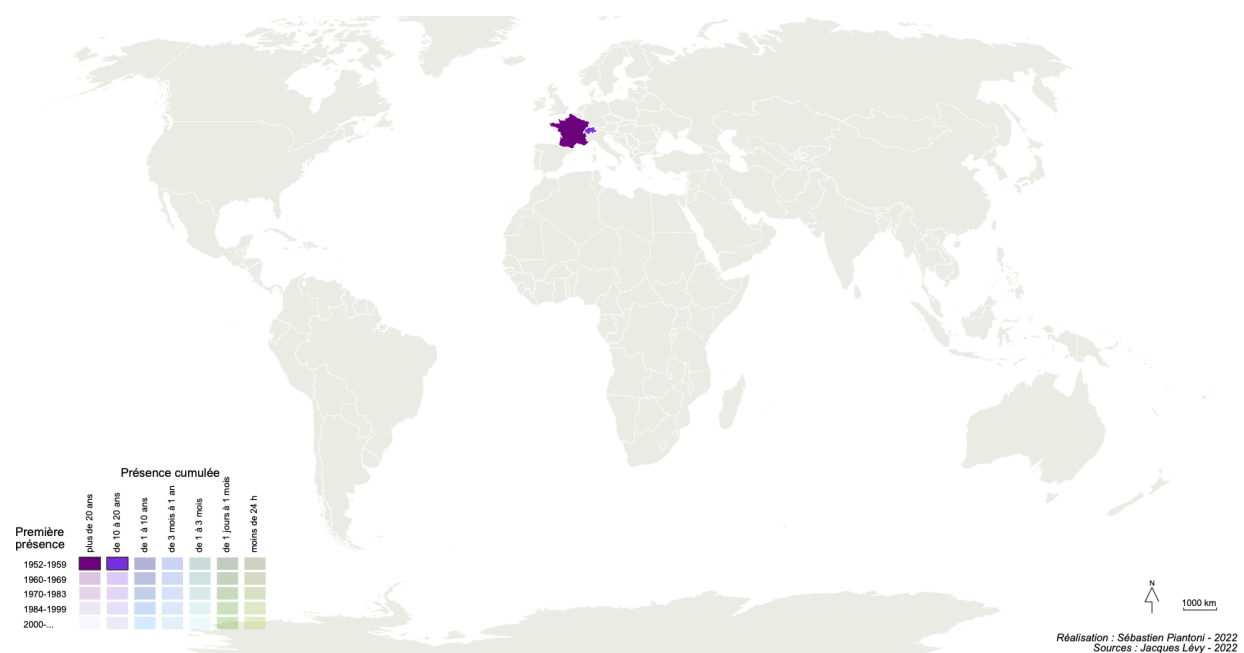 Présence cumulée
plus de 20 ans
de 10 à 20 ans
de 1 à 10 ans
de 3 mois à 1 an
de 1 à 3 mois
de 1 jours à 1 mois
moins de 24 h
Première
présence
1952-1959
1960-1969
1970-1983
1984-1999
2000-...
N
1000 km
Réalisation : Sébastien Piantoni - 2022
Sources : Jacques Lévy - 2022